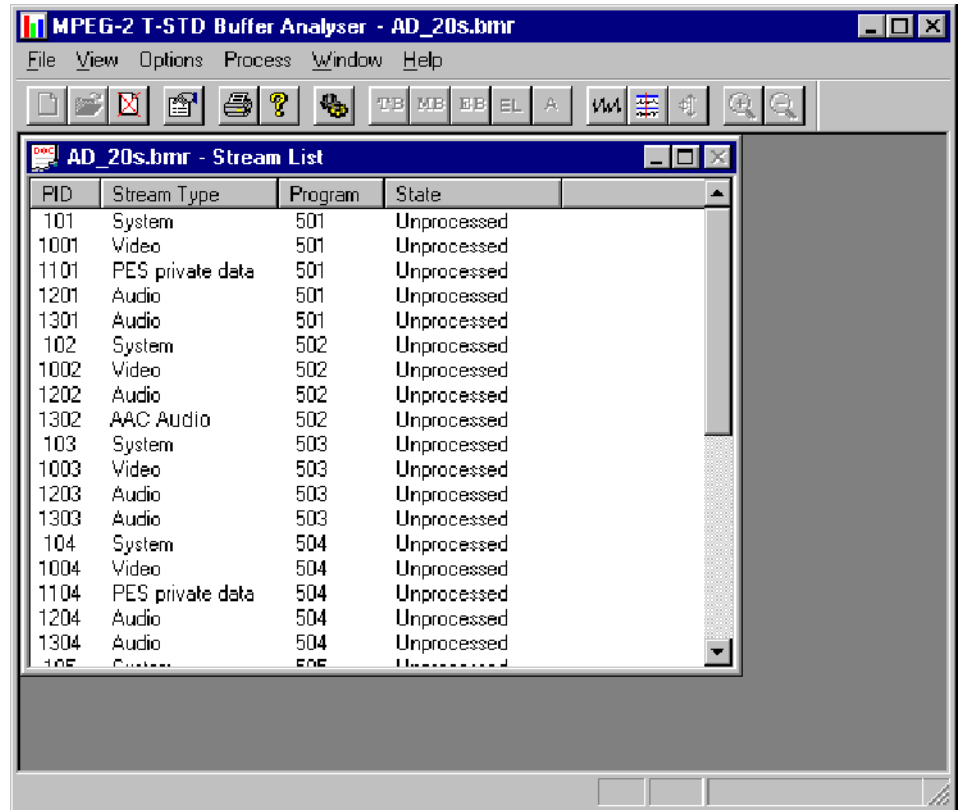 MPEG-2 T-STD Buffer Analyser - AD_20s.bmr
File View Options Process Window Help
TB MB EB EL A
AD_20s.bmr - Stream List
PID Stream Type Program State
101 System 501 Unprocessed
1001 Video 501 Unprocessed
1101 PES private data 501 Unprocessed
1201 Audio 501 Unprocessed
1301 Audio 501 Unprocessed
102 System 502 Unprocessed
1002 Video 502 Unprocessed
1202 Audio 502 Unprocessed
1302 AAC Audio 502 Unprocessed
103 System 503 Unprocessed
1003 Video 503 Unprocessed
1203 Audio 503 Unprocessed
1303 Audio 503 Unprocessed
104 System 504 Unprocessed
1004 Video 504 Unprocessed
1104 PES private data 504 Unprocessed
1204 Audio 504 Unprocessed
1304 Audio 504 Unprocessed
105 System 505 Unprocessed